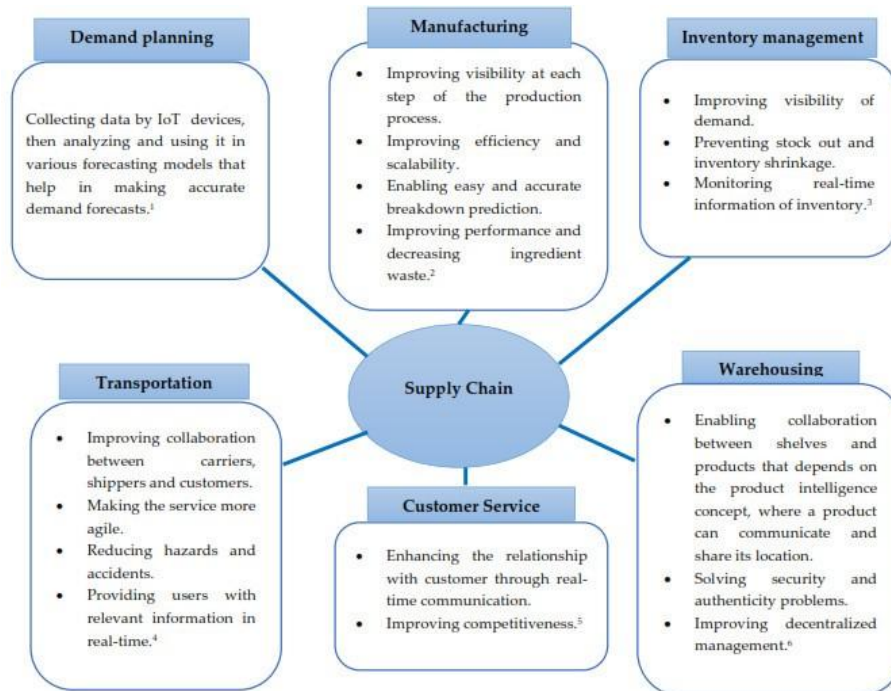 Demand planning
Collecting data by IoT devices,
then analyzing and using it in
various forecasting models that
help in making accurate
demand forecasts.¹
Manufacturing
• Improving visibility at each
step of the production
process.
• Improving efficiency and
scalability.
• Enabling easy and accurate
breakdown prediction.
• Improving performance and
decreasing ingredient
waste.²
Inventory management
• Improving visibility of
demand.
• Preventing stock out and
inventory shrinkage.
• Monitoring real-time
information of inventory.³
Supply Chain
Transportation
• Improving collaboration
between carriers,
shippers and customers.
• Making the service more
agile.
• Reducing hazards and
accidents.
• Providing users with
relevant information in
real-time.⁴
Customer Service
• Enhancing the relationship
with customer through real-
time communication.
• Improving competitiveness.⁵
Warehousing
• Enabling collaboration
between shelves and
products that depends on
the product intelligence
concept, where a product
can communicate and
share its location.
• Solving security and
authenticity problems.
• Improving decentralized
management.⁶